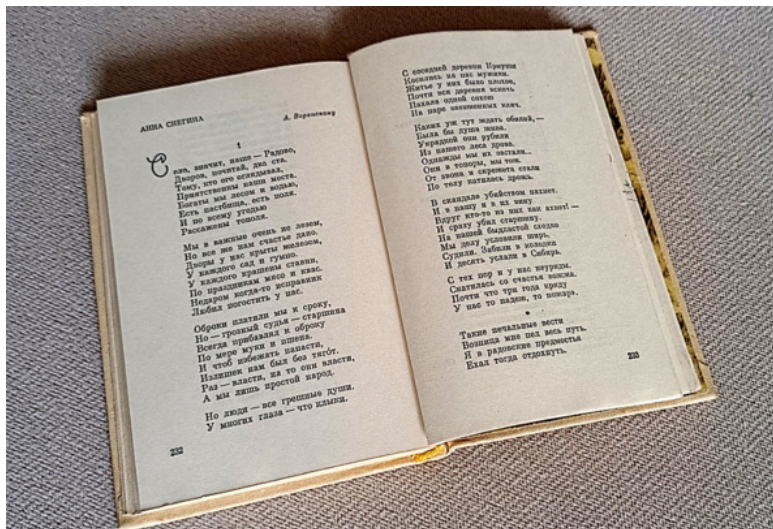 АННА СНЕГИНА
А. Воронскому
1
Село, значит, наше — Радово,
Дворов, почитай, два ста.
Тому, кто его оглядывал,
Приятственны наши места.
Богаты мы лесом и водью,
Есть пастбища, есть поля.
И по всему угодью
Рассажены тополя.
Мы в важные очень не лезем,
Но все же нам счастье дано.
Дворы у нас крыты железом,
У каждого сад и гумно.
У каждого крашены ставни,
По праздникам мясо и квас.
Недаром когда-то исправник
Любил погостить у нас.
Оброки платили мы к сроку,
Но — грозный судья — старшина
Всегда прибавлял к оброку
По мере муки и пшена.
И чтоб избежать напасти,
Излишек нам был без тягот.
Раз — власти, на то они власти,
А мы лишь простой народ.
Но люди — все грешные души.
У многих глаза — что клыки.
232
С соседней деревни Криуши
Косились на нас мужики.
Житье у них было плохое,
Почти вся деревня вскачь
Пахала одной сохою
На паре заезженных кляч.
Каких уж тут ждать обилий, —
Была бы душа жива.
Украдкой они рубили
Из нашего леса дрова.
Однажды мы их застали...
Они в топоры, мы тож.
От звона и скрежета стали
По телу катилась дрожь.
В скандале убийством пахнет.
И в нашу и в их вину
Вдруг кто-то из них как ахнет! —
И сразу убил старшину.
На нашей быдластой сходке
Мы делу условили ширь.
Судили. Забили в колодки
И десять услали в Сибирь.
С тех пор и у нас неуряды.
Скатилась со счастья вожжа.
Почти что три года кряду
У нас то падеж, то пожар.
*
Такие печальные вести
Возница мне пел весь путь.
Я в радовские предместья
Ехал тогда отдохнуть.
233